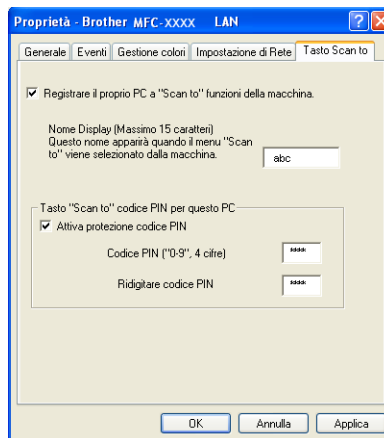 Proprietà - Brother MFC-XXXX LAN
Generale Eventi Gestione colori Impostazione di Rete Tasto Scan to
Registrare il proprio PC a "Scan to" funzioni della macchina.
Nome Display (Massimo 15 caratteri)
Questo nome apparirà quando il menu "Scan
to" viene selezionato dalla macchina.
abc
Tasto "Scan to" codice PIN per questo PC
Attiva protezione codice PIN
Codice PIN ("0-9", 4 cifre) ****
Ridigitare codice PIN ****
OK Annulla Applica